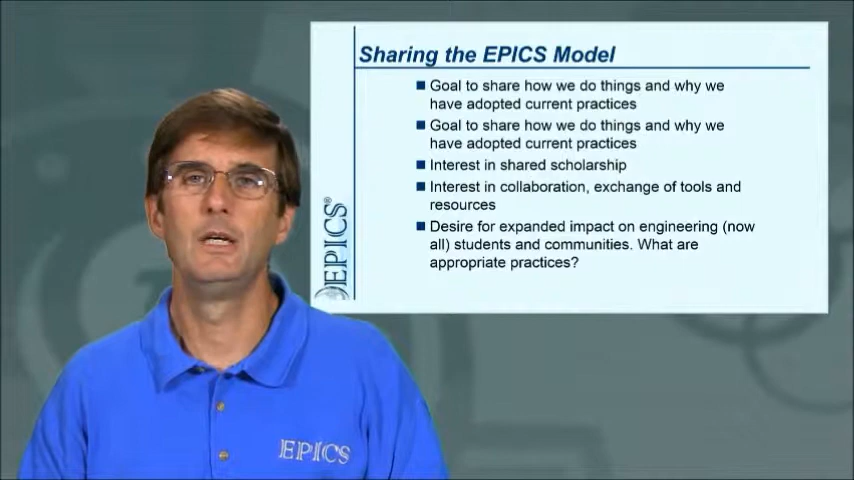 Sharing the EPICS Model
Goal to share how we do things and why we
have adopted current practices
Goal to share how we do things and why we
have adopted current practices
Interest in shared scholarship
Interest in collaboration, exchange of tools and
resources
Desire for expanded impact on engineering (now
all) students and communities. What are
appropriate practices?
EPICS®
EPICS